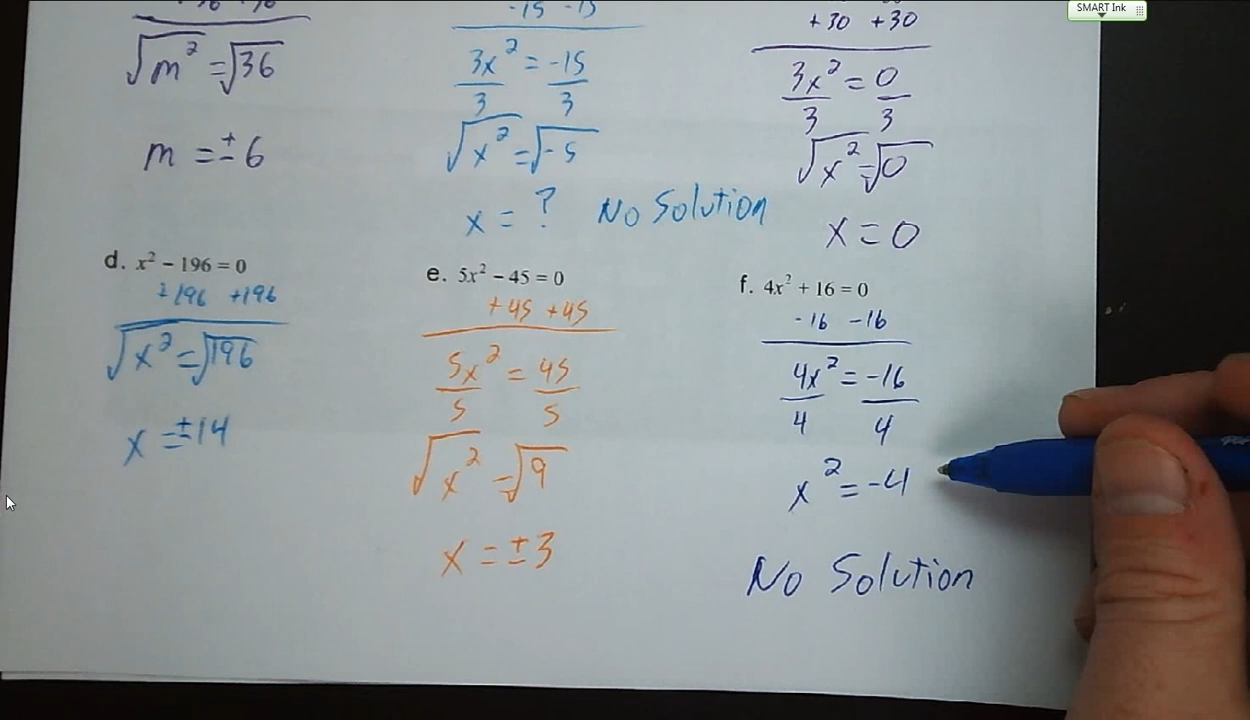 -15 -15
+30 +30
√m² = √36
m = ± 6
3x² = -15
3 3
√x² = √-5
x = ? No Solution
3x² = 0
3 3
√x² = √0
x = 0
d. x² – 196 = 0
+196 +196
√x² = √196
x = ±14
e. 5x² – 45 = 0
+45 +45
5x² = 45
5 5
√x² = √9
x = ±3
f. 4x² + 16 = 0
-16 -16
4x² = -16
4 4
x² = -4
No Solution
SMART Ink